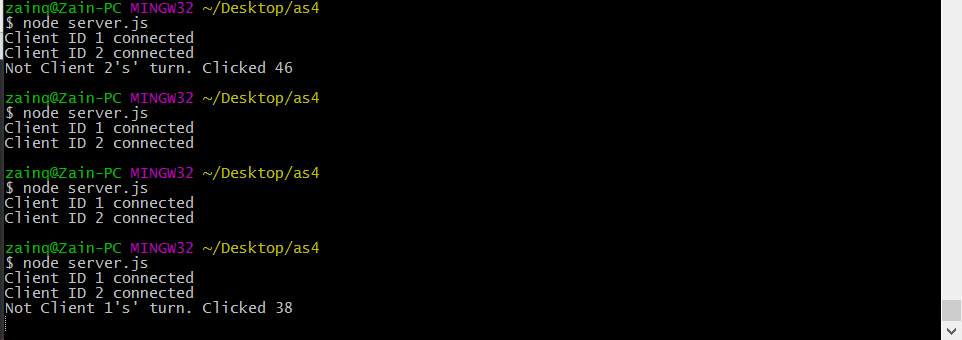 zainq@Zain-PC MINGW32 ~/Desktop/as4
$ node server.js
Client ID 1 connected
Client ID 2 connected
Not Client 2's' turn. Clicked 46
zainq@Zain-PC MINGW32 ~/Desktop/as4
$ node server.js
Client ID 1 connected
Client ID 2 connected
zainq@Zain-PC MINGW32 ~/Desktop/as4
$ node server.js
Client ID 1 connected
Client ID 2 connected
zainq@Zain-PC MINGW32 ~/Desktop/as4
$ node server.js
Client ID 1 connected
Client ID 2 connected
Not Client 1's' turn. Clicked 38